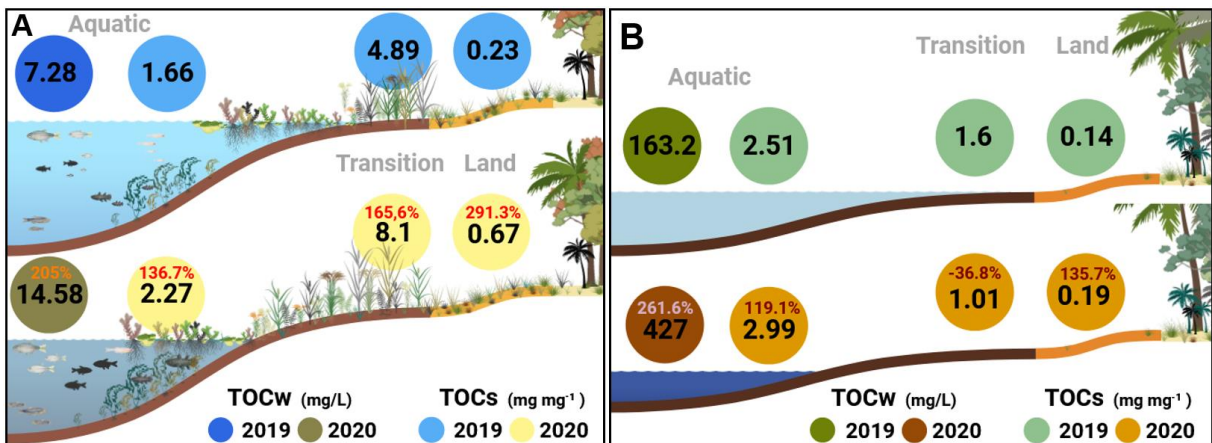 A
Aquatic
7.28
1.66
4.89
0.23
Transition
Land
205%
14.58
136.7%
2.27
165,6%
8.1
291.3%
0.67
TOCw (mg/L)
2019 2020
TOCs (mg mg⁻¹)
2019 2020
B
Transition
Land
Aquatic
163.2
2.51
1.6
0.14
261.6%
427
119.1%
2.99
-36.8%
1.01
135.7%
0.19
TOCw (mg/L)
2019 2020
TOCs (mg mg⁻¹)
2019 2020